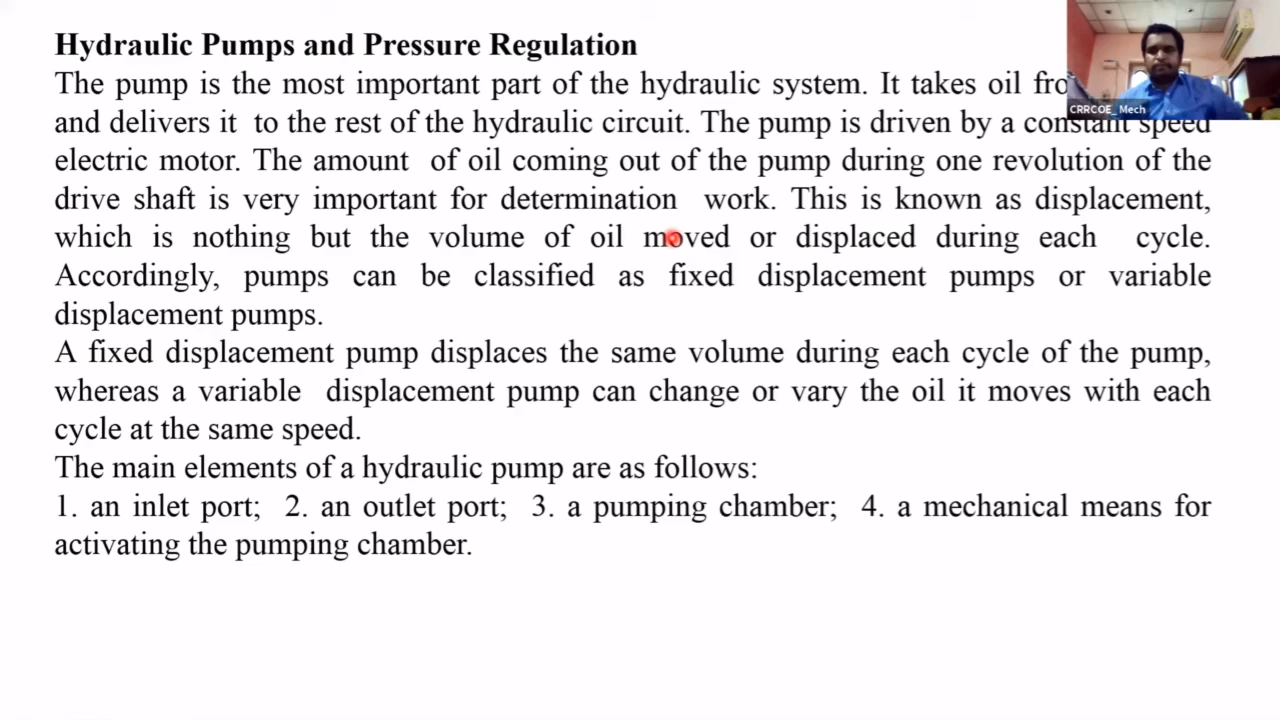 Hydraulic Pumps and Pressure Regulation
The pump is the most important part of the hydraulic system. It takes oil
and delivers it to the rest of the hydraulic circuit. The pump is driven by a constant speed
electric motor. The amount of oil coming out of the pump during one revolution of the
drive shaft is very important for determination work. This is known as displacement,
which is nothing but the volume of oil moved or displaced during each cycle.
Accordingly, pumps can be classified as fixed displacement pumps or variable
displacement pumps.
A fixed displacement pump displaces the same volume during each cycle of the pump,
whereas a variable displacement pump can change or vary the oil it moves with each
cycle at the same speed.
The main elements of a hydraulic pump are as follows:
1. an inlet port; 2. an outlet port; 3. a pumping chamber; 4. a mechanical means for
activating the pumping chamber.
CRRCOE_ Mech